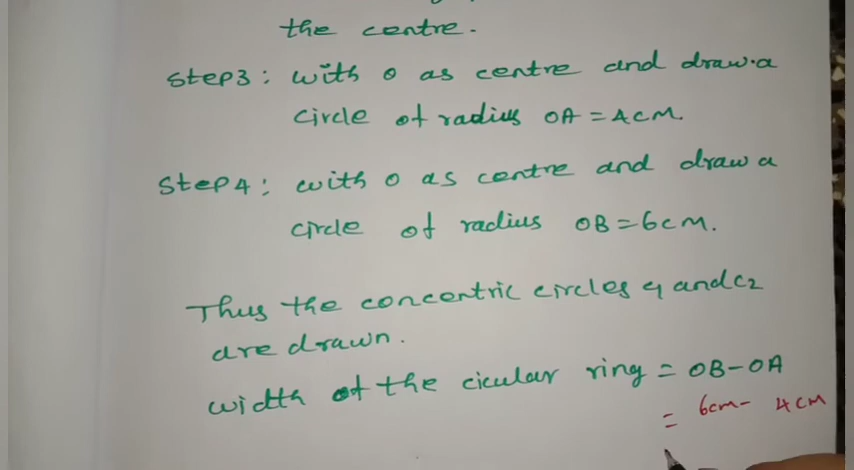 the centre.
Step3: with O as centre and draw a
circle of radius OA = 4cm.
Step4: with O as centre and draw a
circle of radius OB = 6cm.
Thus the concentric circles C1 and C2
are drawn.
width of the cicular ring = OB - OA
= 6cm - 4cm